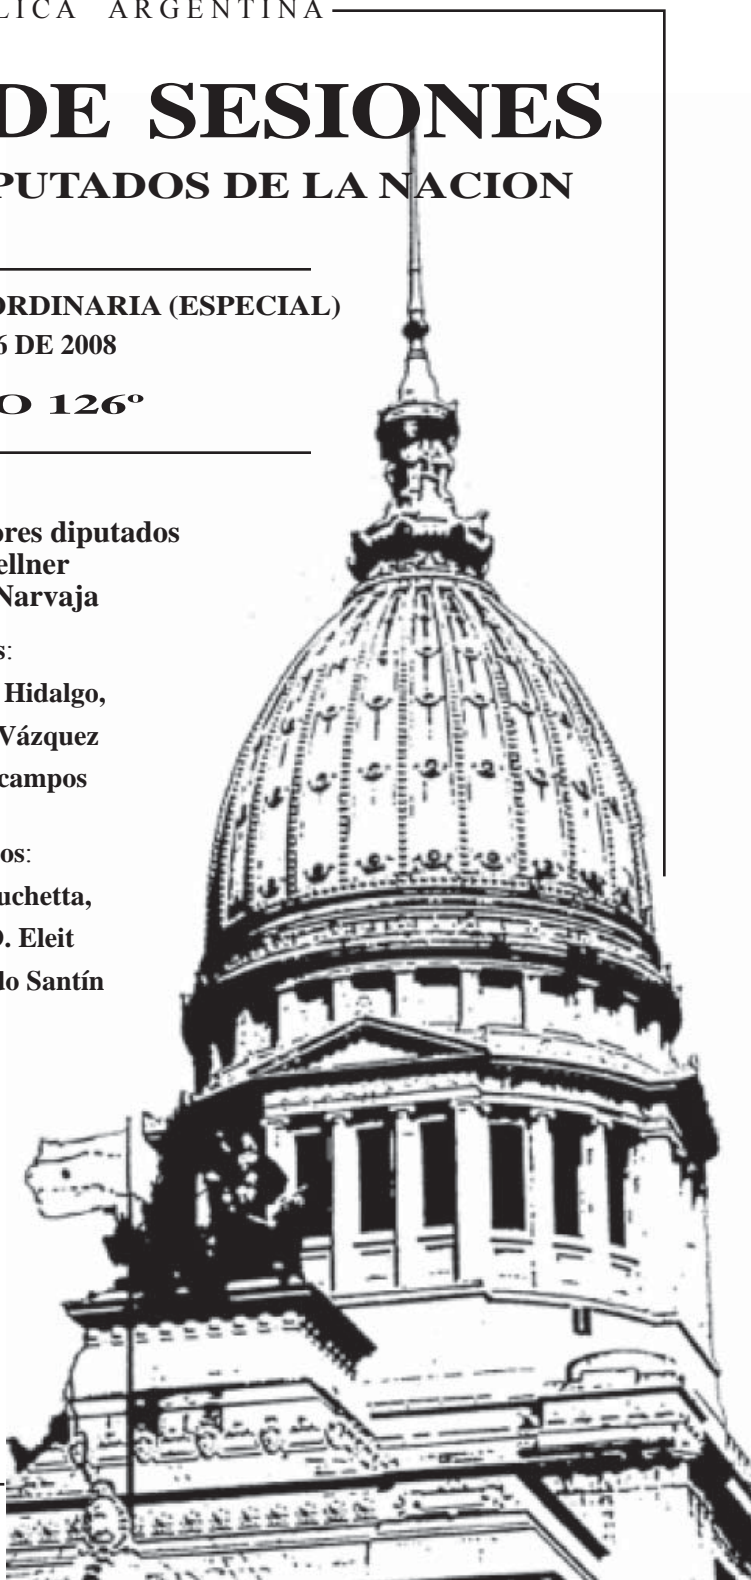 LICA ARGENTINA
DE SESIONES
PUTADOS DE LA NACION
ORDINARIA (ESPECIAL)
6 DE 2008
O 126º
ores diputados
ellner
Narvaja
s:
Hidalgo,
Vázquez
campos
os:
uchetta,
D. Eleit
do Santín